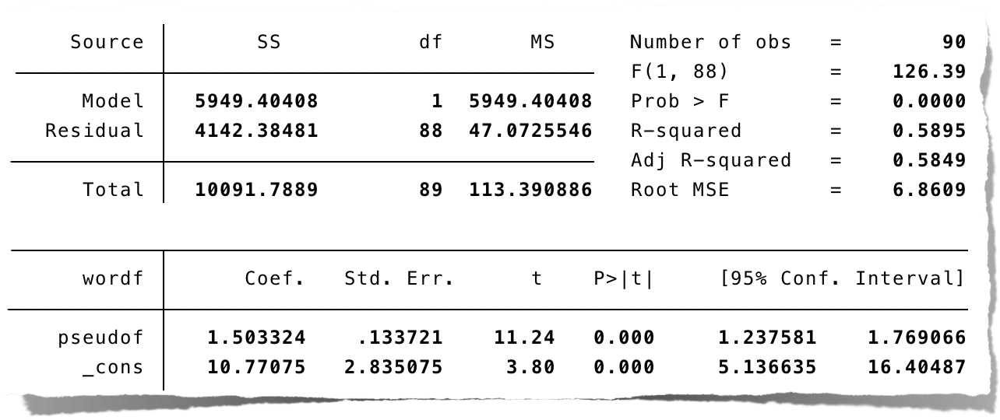 Source SS df MS Number of obs = 90
F(1, 88) = 126.39
Model 5949.40408 1 5949.40408 Prob > F = 0.0000
Residual 4142.38481 88 47.0725546 R-squared = 0.5895
Adj R-squared = 0.5849
Total 10091.7889 89 113.390886 Root MSE = 6.8609
wordf Coef. Std. Err. t P>|t| [95% Conf. Interval]
pseudof 1.503324 .133721 11.24 0.000 1.237581 1.769066
_cons 10.77075 2.835075 3.80 0.000 5.136635 16.40487